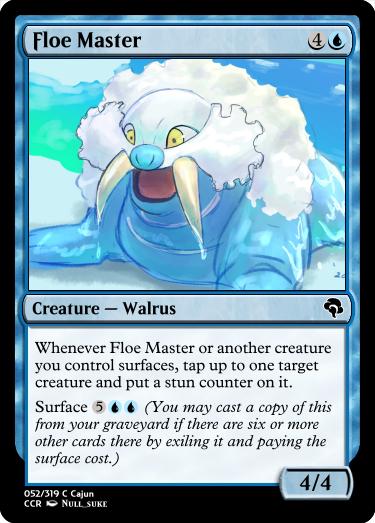 Floe Master 4
Creature — Walrus
Whenever Floe Master or another creature
you control surfaces, tap up to one target
creature and put a stun counter on it.
Surface 5 (You may cast a copy of this
from your graveyard if there are six or more
other cards there by exiling it and paying the
surface cost.)
4/4
052/319 C Cajun
CCR NULL_SUKE